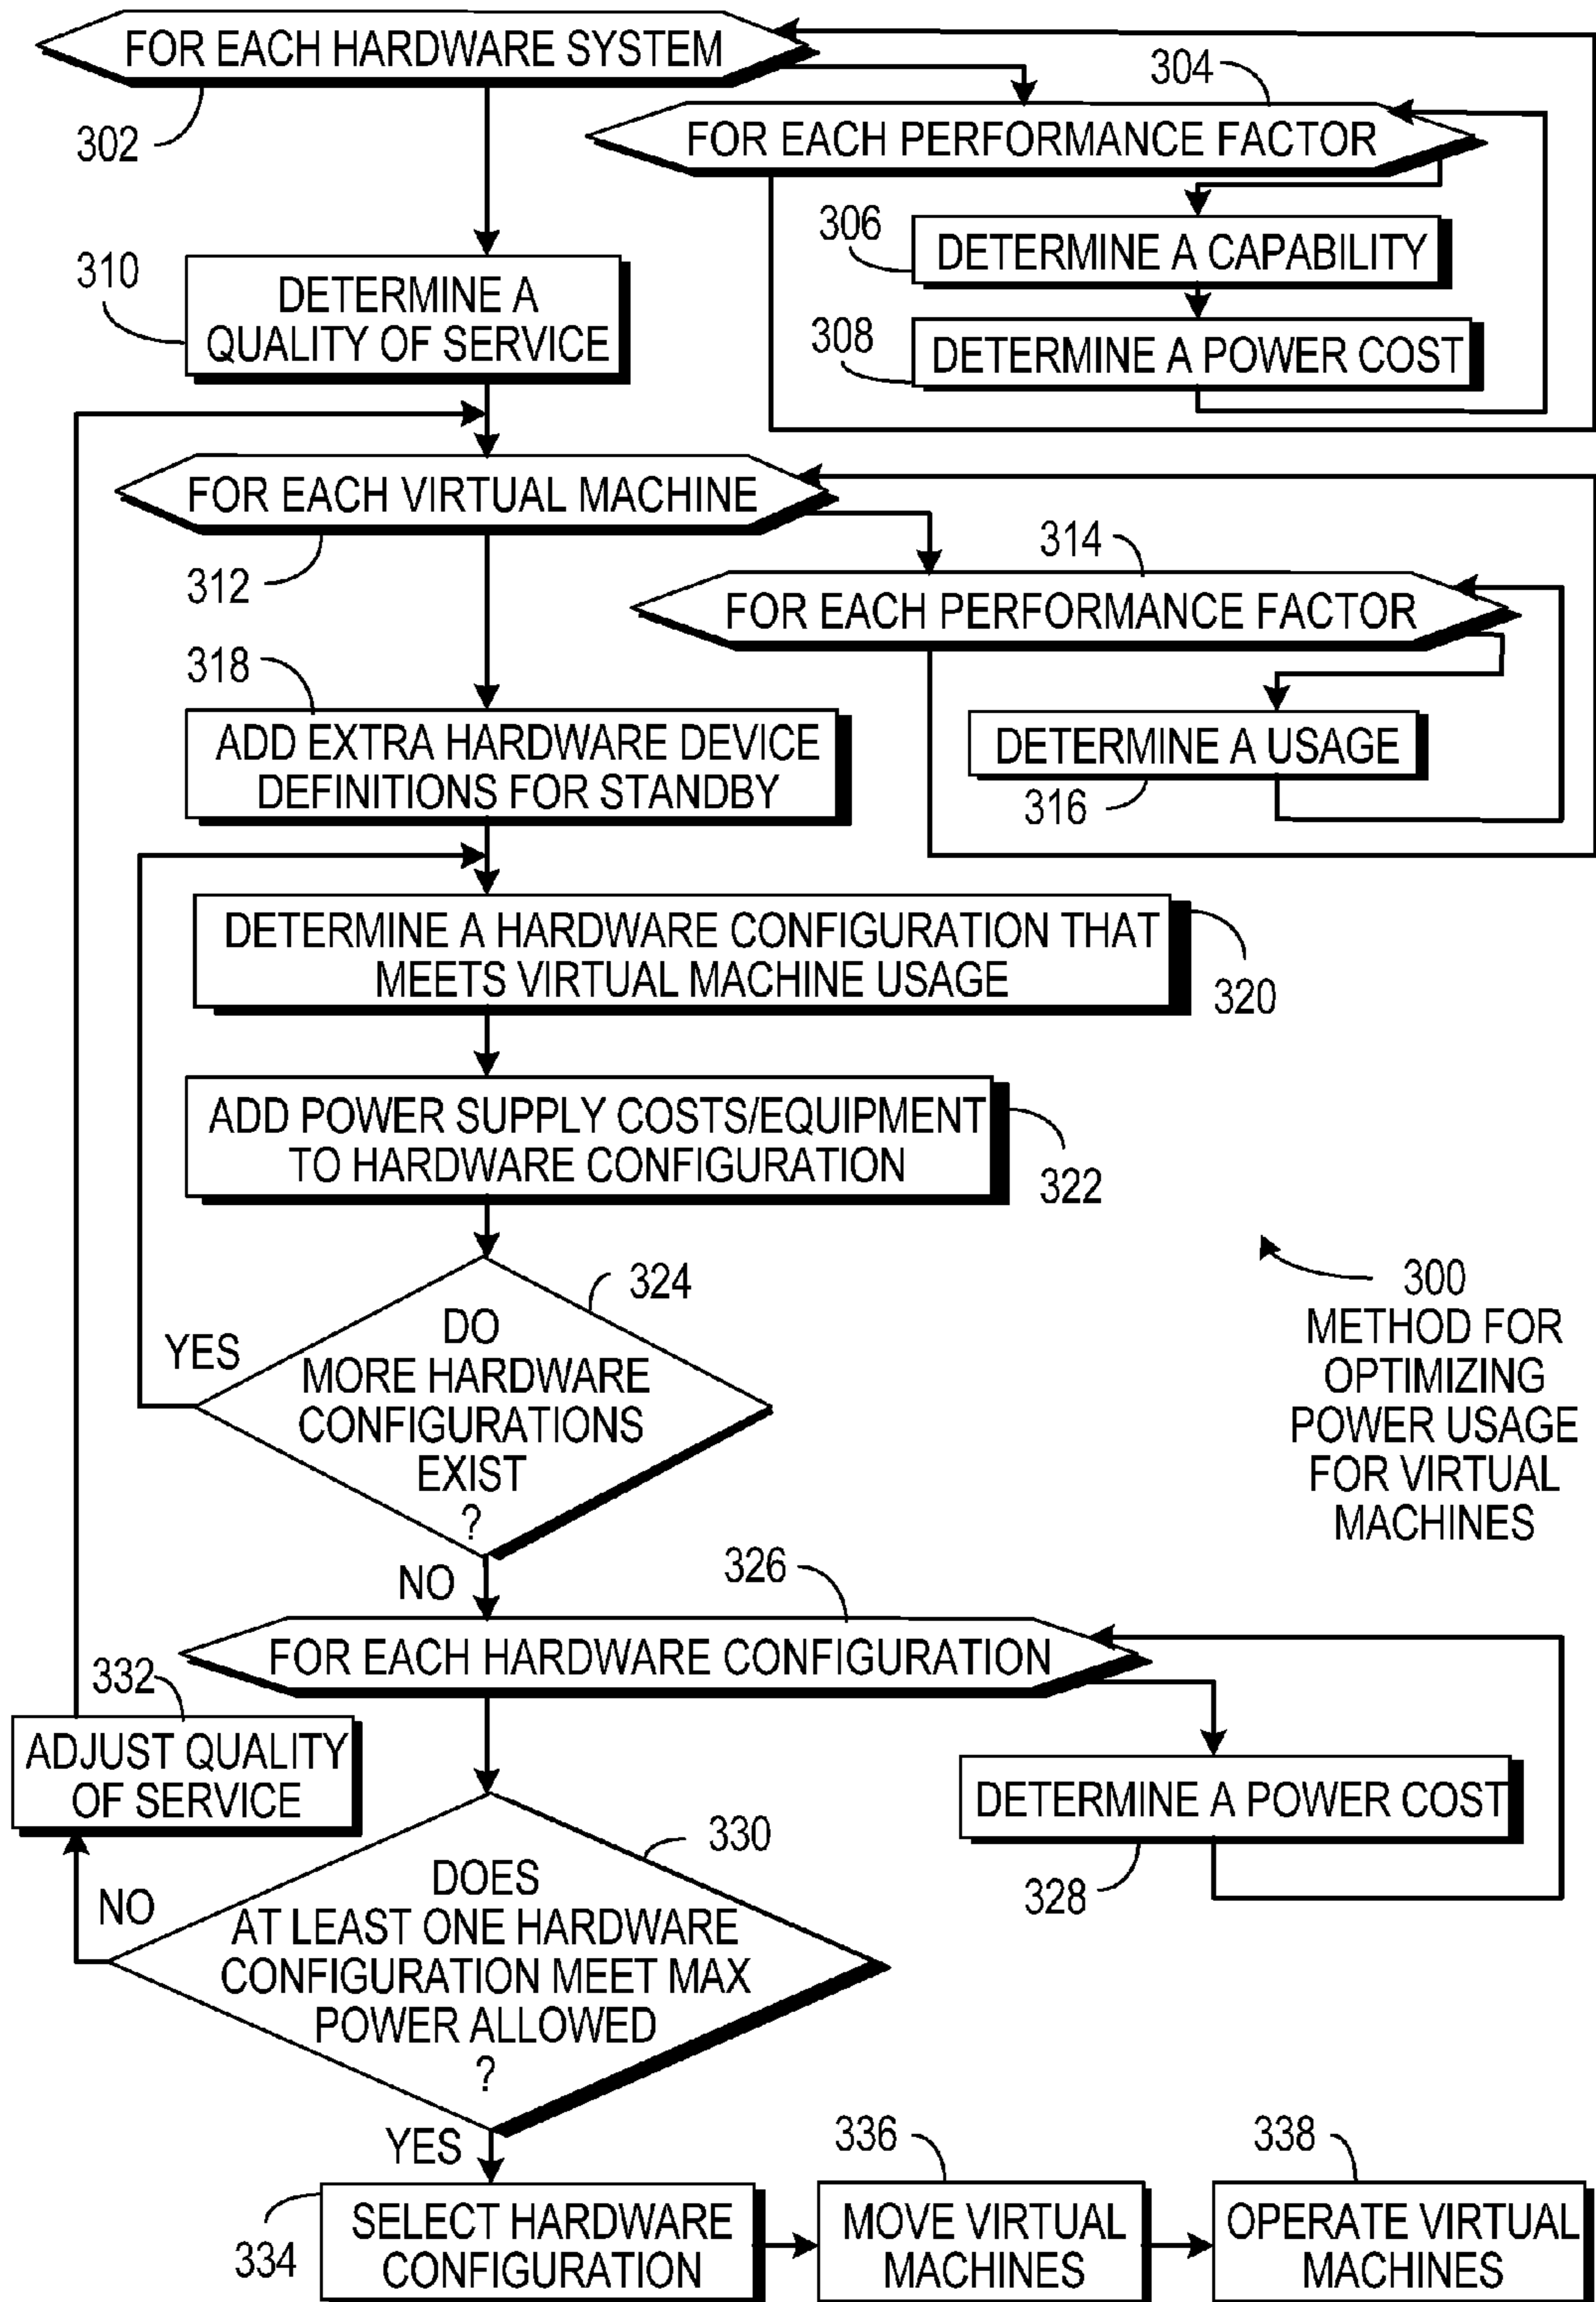 FOR EACH HARDWARE SYSTEM
302
304
FOR EACH PERFORMANCE FACTOR
306
DETERMINE A CAPABILITY
308
DETERMINE A POWER COST
310
DETERMINE A
QUALITY OF SERVICE
FOR EACH VIRTUAL MACHINE
312
314
FOR EACH PERFORMANCE FACTOR
DETERMINE A USAGE
316
318
ADD EXTRA HARDWARE DEVICE
DEFINITIONS FOR STANDBY
DETERMINE A HARDWARE CONFIGURATION THAT
MEETS VIRTUAL MACHINE USAGE
320
ADD POWER SUPPLY COSTS/EQUIPMENT
TO HARDWARE CONFIGURATION
322
324
DO
MORE HARDWARE
CONFIGURATIONS
EXIST
?
YES
NO
300
METHOD FOR
OPTIMIZING
POWER USAGE
FOR VIRTUAL
MACHINES
326
FOR EACH HARDWARE CONFIGURATION
DETERMINE A POWER COST
328
332
ADJUST QUALITY
OF SERVICE
330
DOES
AT LEAST ONE HARDWARE
CONFIGURATION MEET MAX
POWER ALLOWED
?
NO
YES
334
SELECT HARDWARE
CONFIGURATION
336
MOVE VIRTUAL
MACHINES
338
OPERATE VIRTUAL
MACHINES